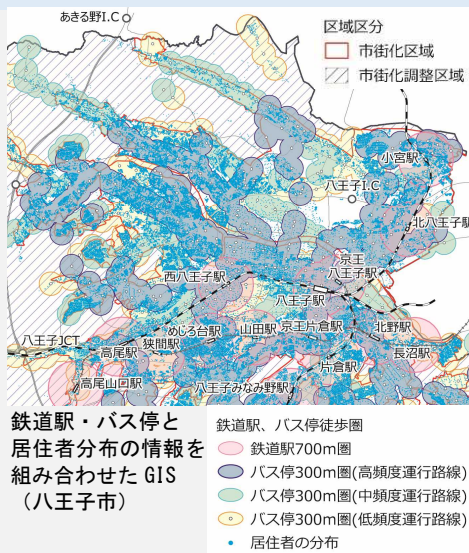 あきる野I.C
区域区分
市街化区域
市街化調整区域
小宮駅
八王子I.C
北八王子駅
京王
八王子駅
西八王子駅
八王子駅
めじろ台駅
山田駅
京王片倉駅
北野駅
八王子JCT
高尾駅
狭間駅
片倉駅
長沼駅
高尾山口駅
八王子みなみ野駅
鉄道駅・バス停と
居住者分布の情報を
組み合わせた GIS
（八王子市）
鉄道駅、バス停徒歩圏
鉄道駅700m圏
バス停300m圏(高頻度運行路線)
バス停300m圏(中頻度運行路線)
バス停300m圏(低頻度運行路線)
居住者の分布